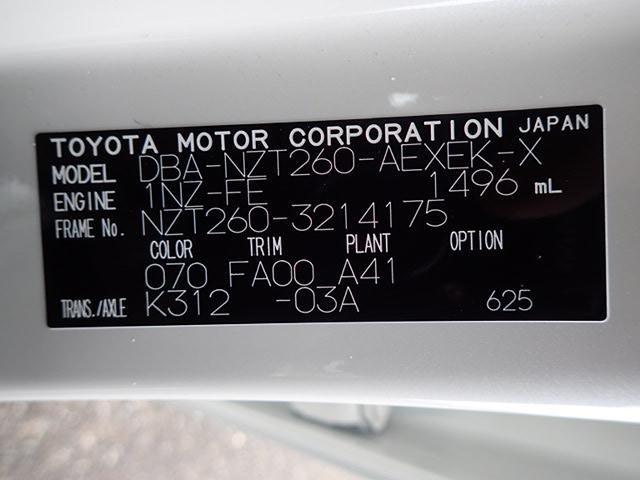 TOYOTA MOTOR CORPORATION JAPAN
MODEL DBA-NZT260-AEXEK-X
ENGINE 1NZ-FE 1496 mL
FRAME No. NZT260-3214175
COLOR TRIM PLANT OPTION
070 FA00 A41
TRANS./AXLE K312 -03A 625